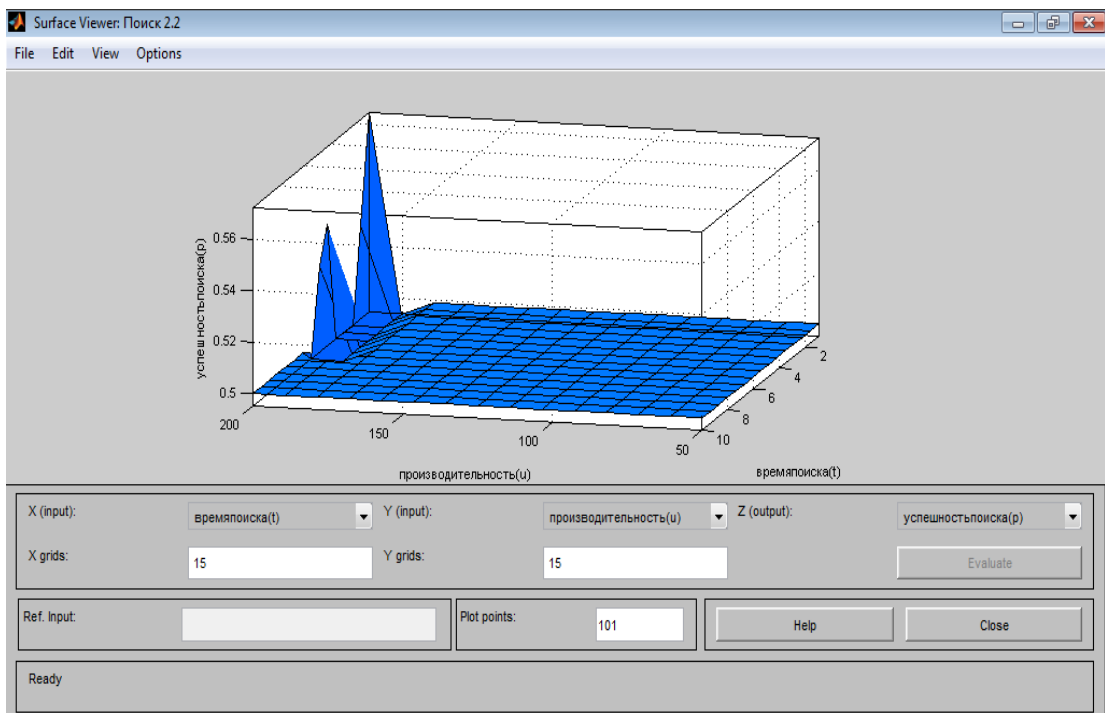 Surface Viewer: Поиск 2.2
File Edit View Options
0.56
0.54
0.52
0.5
успешностьпоиска(p)
200
150
100
50
производительность(u)
2
4
6
8
10
времяпоиска(t)
X (input):
времяпоиска(t)
Y (input):
производительность(u)
Z (output):
успешностьпоиска(p)
X grids:
15
Y grids:
15
Evaluate
Ref. Input:
Plot points:
101
Help
Close
Ready